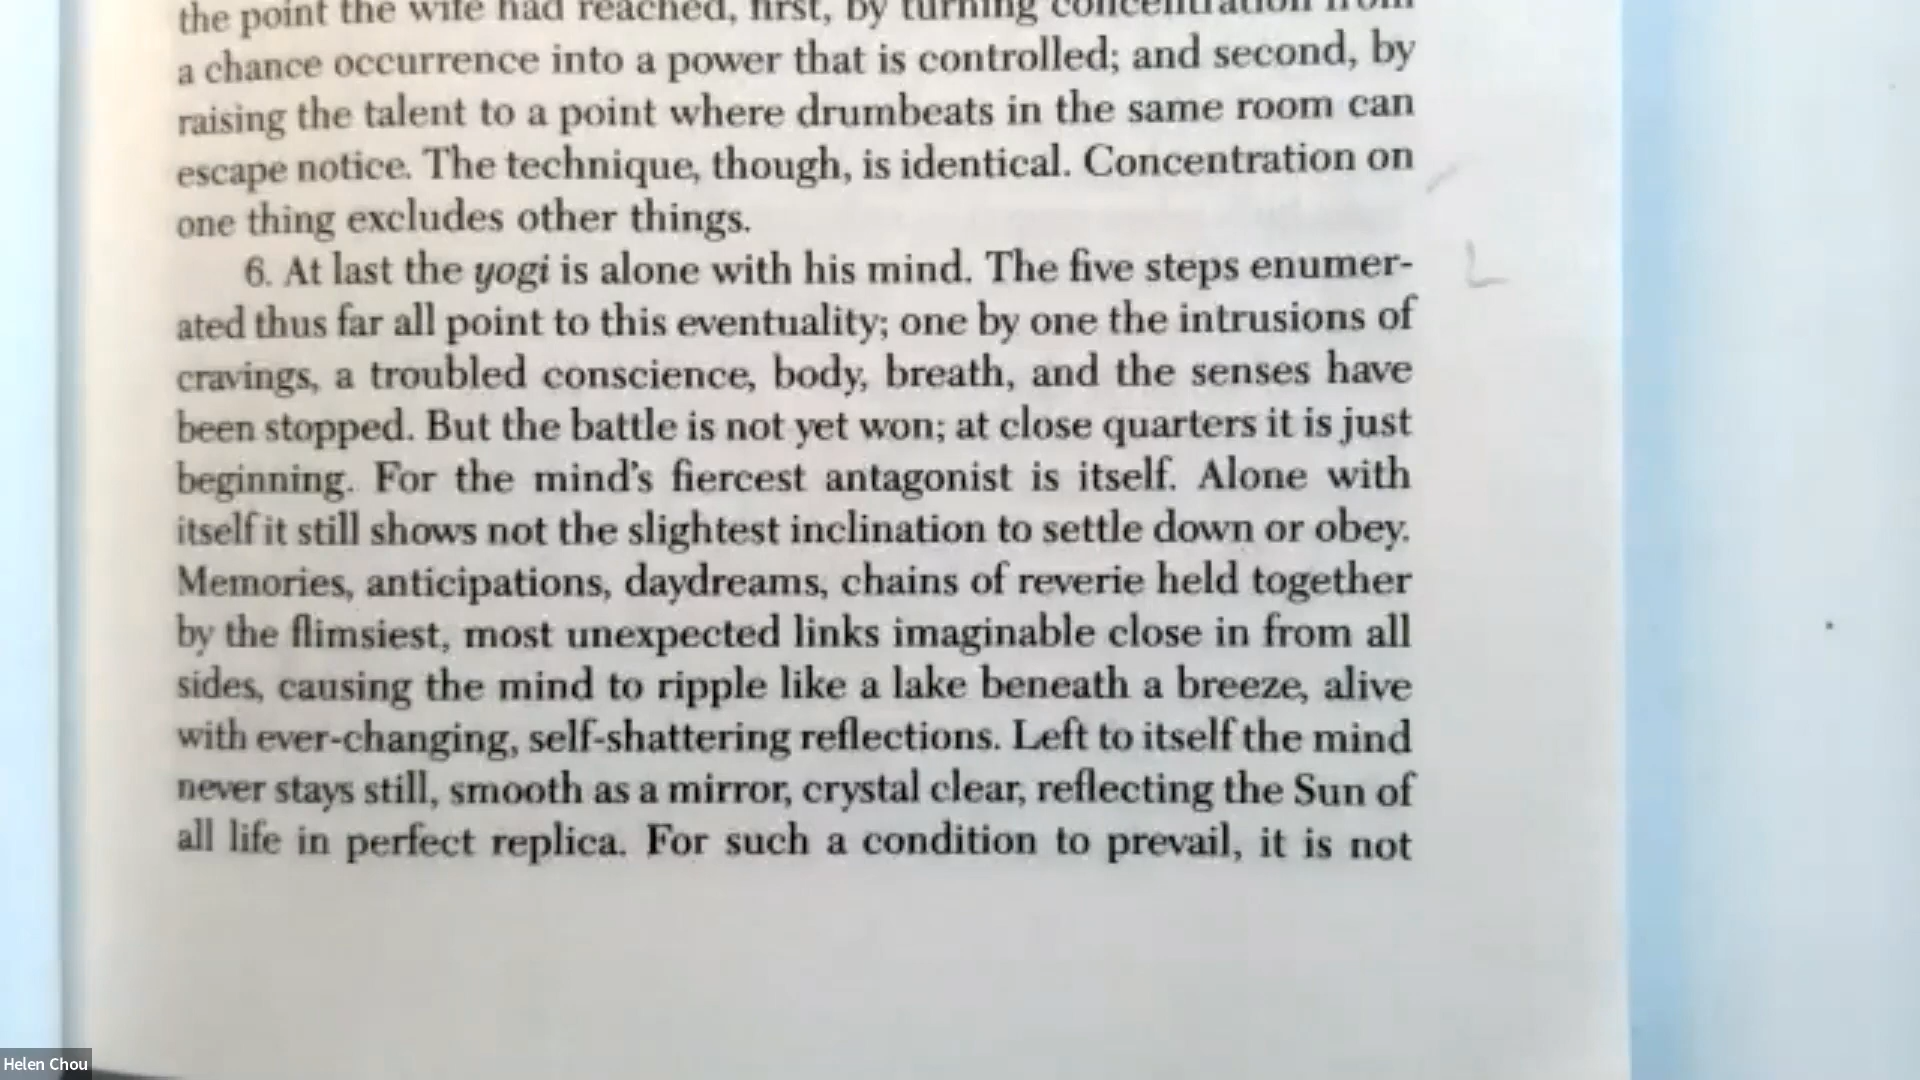 the point the wife had reached, first, by turning concentration from
a chance occurrence into a power that is controlled; and second, by
raising the talent to a point where drumbeats in the same room can
escape notice. The technique, though, is identical. Concentration on
one thing excludes other things.
6. At last the yogi is alone with his mind. The five steps enumer-
ated thus far all point to this eventuality; one by one the intrusions of
cravings, a troubled conscience, body, breath, and the senses have
been stopped. But the battle is not yet won; at close quarters it is just
beginning. For the mind's fiercest antagonist is itself. Alone with
itself it still shows not the slightest inclination to settle down or obey.
Memories, anticipations, daydreams, chains of reverie held together
by the flimsiest, most unexpected links imaginable close in from all
sides, causing the mind to ripple like a lake beneath a breeze, alive
with ever-changing, self-shattering reflections. Left to itself the mind
never stays still, smooth as a mirror, crystal clear, reflecting the Sun of
all life in perfect replica. For such a condition to prevail, it is not
Helen Chou